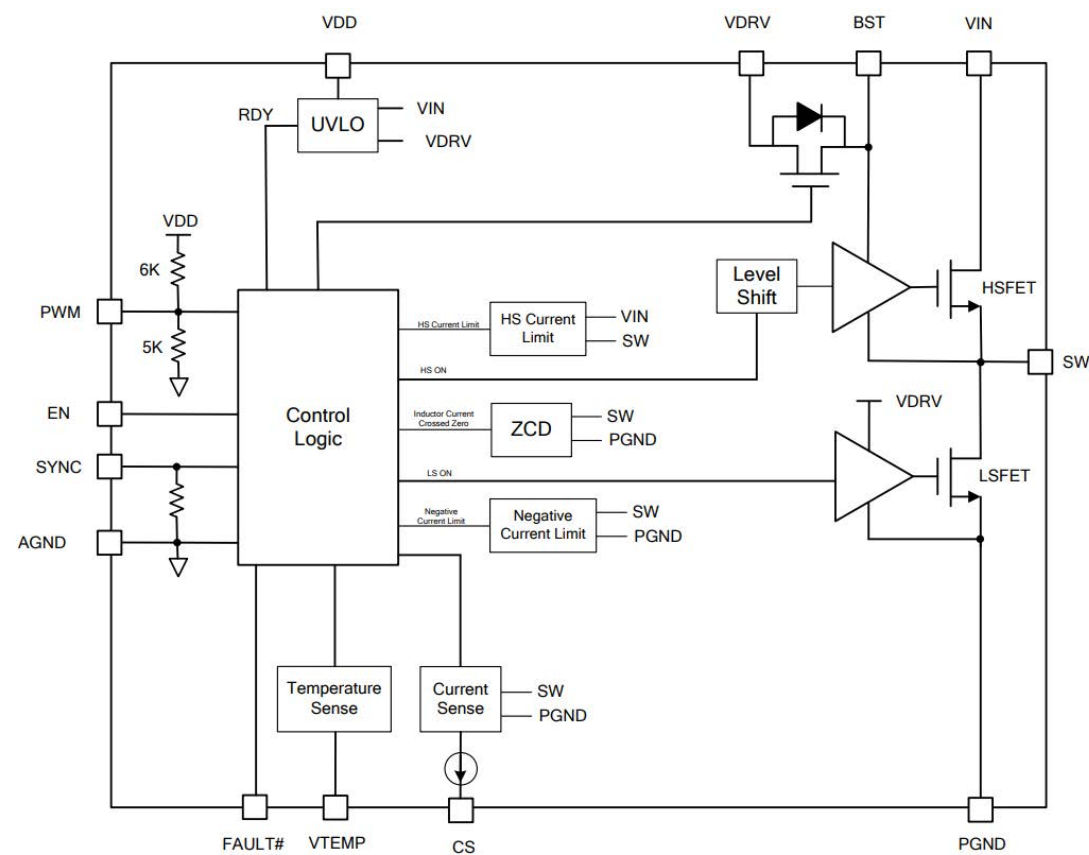 VDD
VDRV
BST
VIN
RDY
UVLO
VIN
VDRV
VDD
6K
PWM
5K
EN
SYNC
AGND
Control
Logic
HS Current Limit
HS Current
Limit
VIN
SW
HS ON
Inductor Current
Crossed Zero
ZCD
SW
PGND
LS ON
Negative
Current Limit
Negative
Current Limit
SW
PGND
Level
Shift
HSFET
SW
VDRV
LSFET
Temperature
Sense
Current
Sense
SW
PGND
FAULT#
VTEMP
CS
PGND